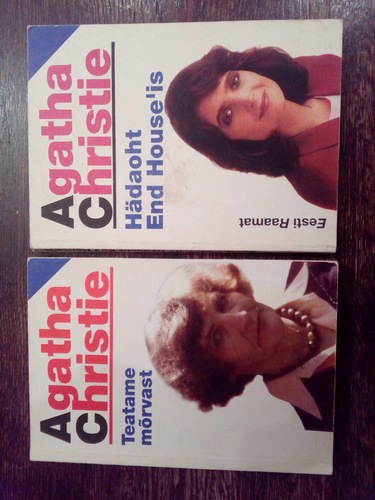 Agatha
Christie
Hädaoht
End House'is
Eesti Raamat
Agatha
Christie
Teatame
mõrvast